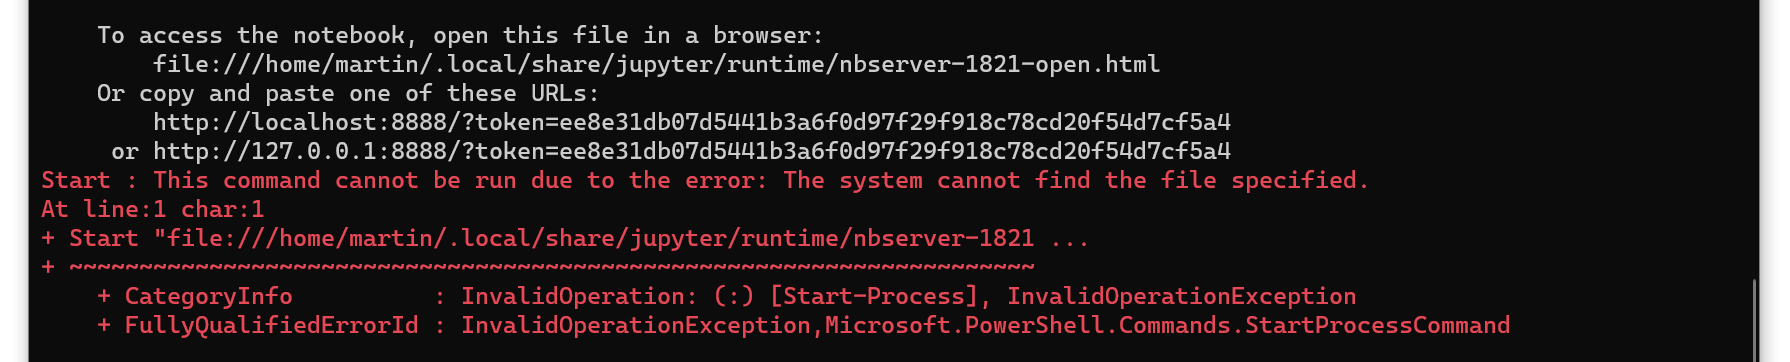 To access the notebook, open this file in a browser:
file:///home/martin/.local/share/jupyter/runtime/nbserver-1821-open.html
Or copy and paste one of these URLs:
http://localhost:8888/?token=ee8e31db07d5441b3a6f0d97f29f918c78cd20f54d7cf5a4
or http://127.0.0.1:8888/?token=ee8e31db07d5441b3a6f0d97f29f918c78cd20f54d7cf5a4
Start : This command cannot be run due to the error: The system cannot find the file specified.
At line:1 char:1
+ Start "file:///home/martin/.local/share/jupyter/runtime/nbserver-1821 ...
+ ~~~~~~~~~~~~~~~~~~~~~~~~~~~~~~~~~~~~~~~~~~~~~~~~~~~~~~~~~~~~~~~~~~~~~
+ CategoryInfo          : InvalidOperation: (:) [Start-Process], InvalidOperationException
+ FullyQualifiedErrorId : InvalidOperationException,Microsoft.PowerShell.Commands.StartProcessCommand